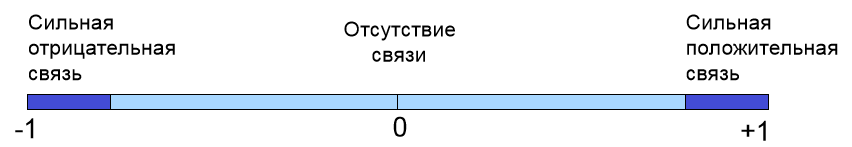 Сильная
отрицательная
связь
Отсутствие
связи
Сильная
положительная
связь
-1
0
+1